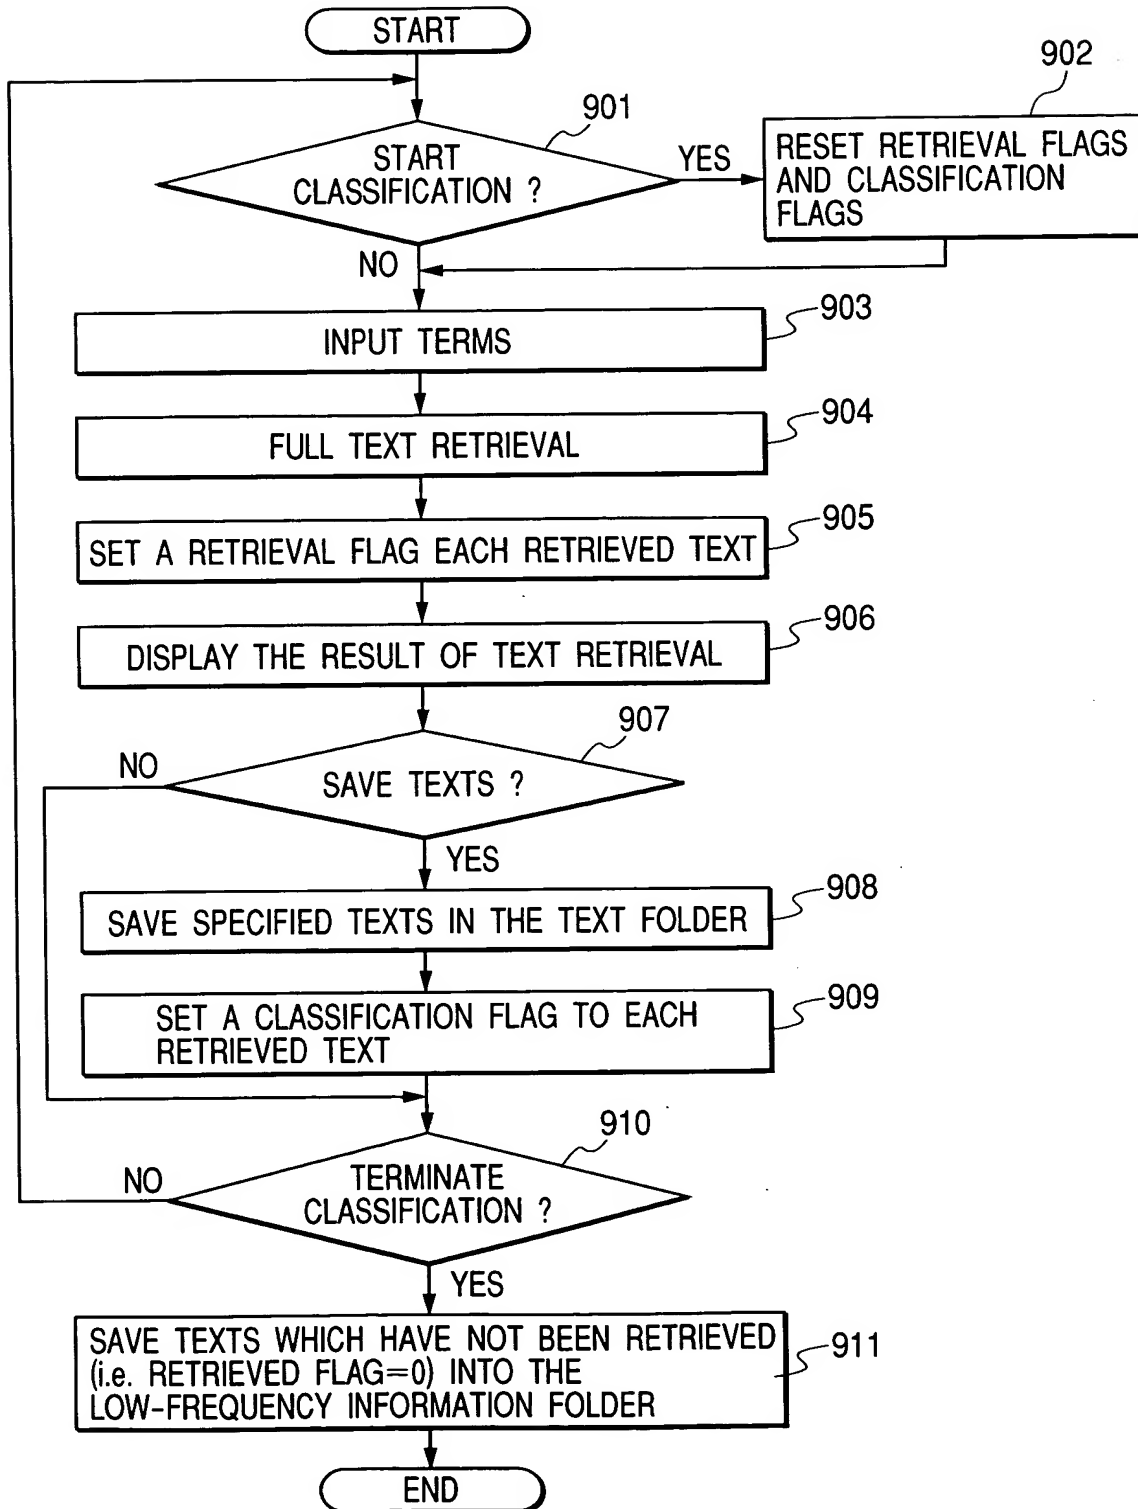 START
902
901
START
CLASSIFICATION ?
YES
RESET RETRIEVAL FLAGS
AND CLASSIFICATION
FLAGS
NO
903
INPUT TERMS
904
FULL TEXT RETRIEVAL
905
SET A RETRIEVAL FLAG EACH RETRIEVED TEXT
906
DISPLAY THE RESULT OF TEXT RETRIEVAL
907
NO
SAVE TEXTS ?
YES
908
SAVE SPECIFIED TEXTS IN THE TEXT FOLDER
909
SET A CLASSIFICATION FLAG TO EACH
RETRIEVED TEXT
910
NO
TERMINATE
CLASSIFICATION ?
YES
SAVE TEXTS WHICH HAVE NOT BEEN RETRIEVED
(i.e. RETRIEVED FLAG=0) INTO THE
LOW-FREQUENCY INFORMATION FOLDER
911
END